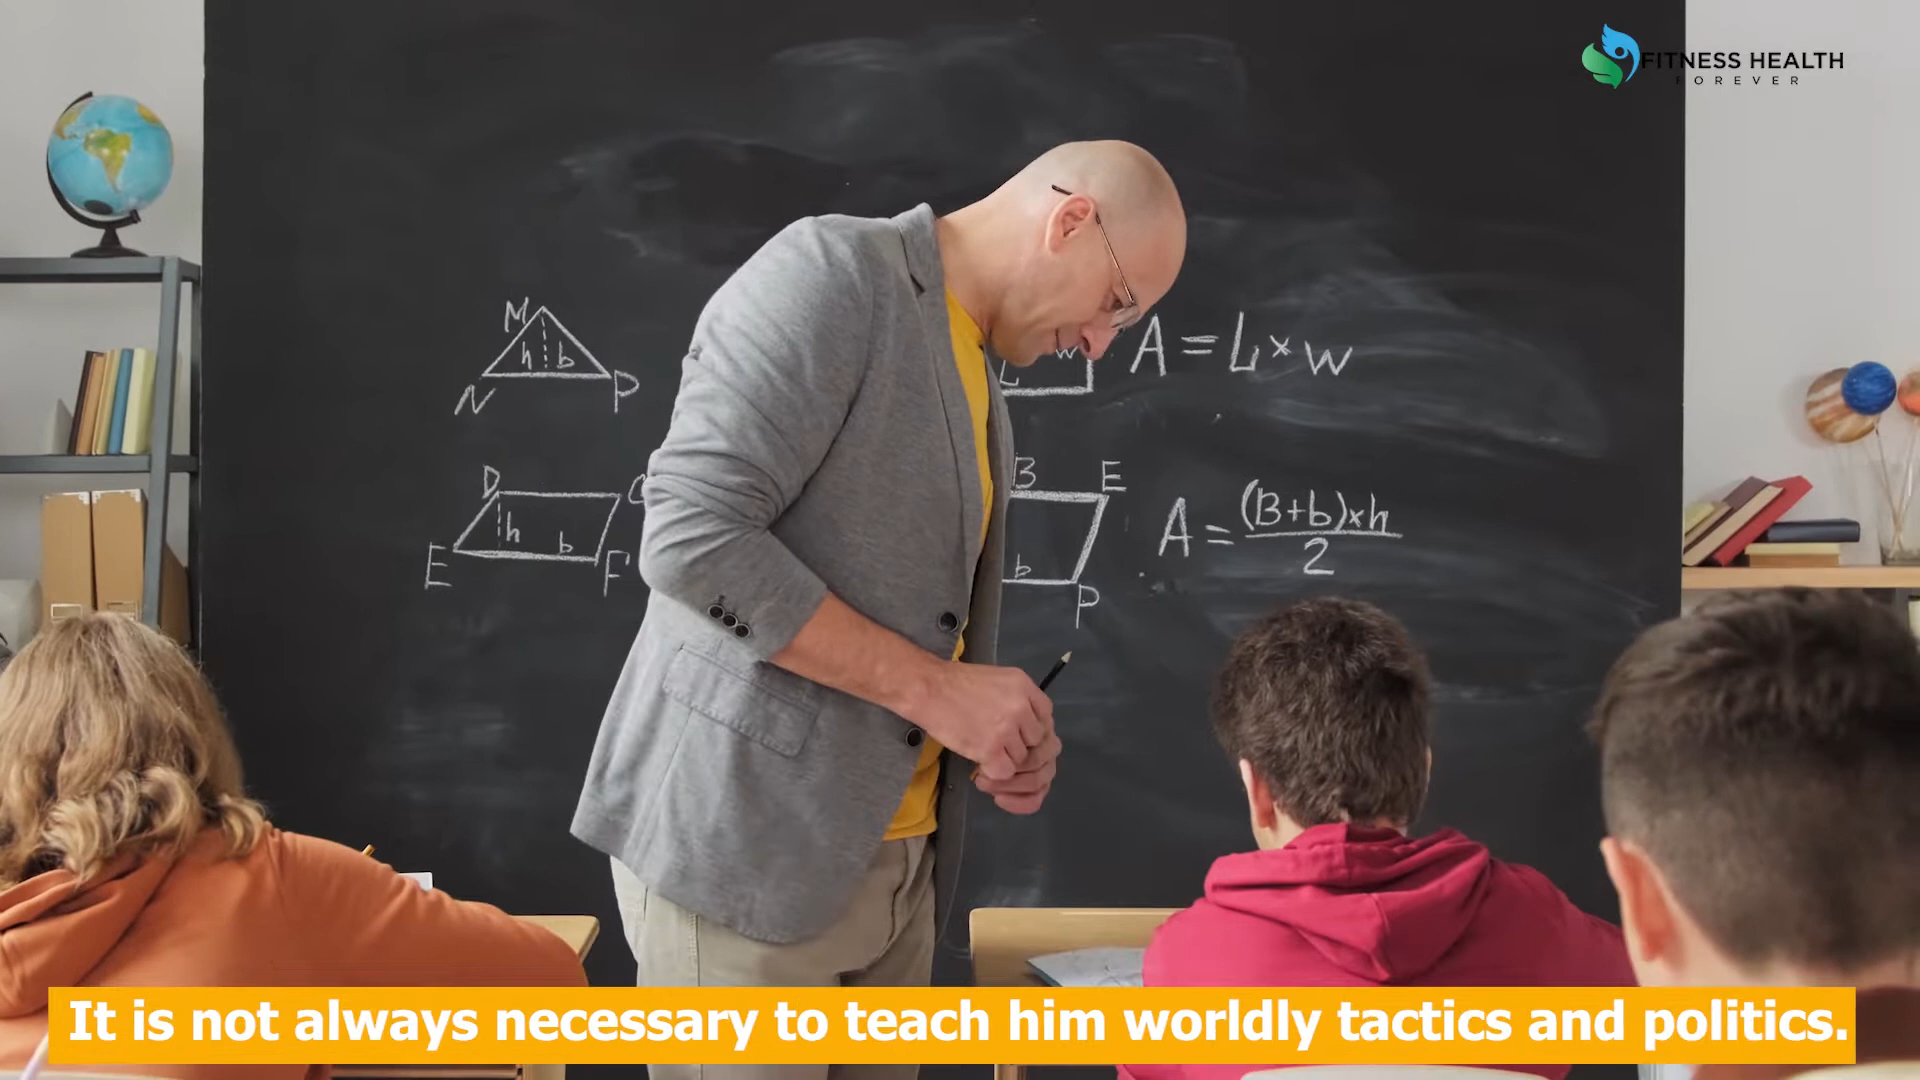 FITNESS HEALTH
FOREVER
M
h b
N P
A = L × w
L w
D
h b
E F
B E
b
P
A = (B+b)×h
2
It is not always necessary to teach him worldly tactics and politics.